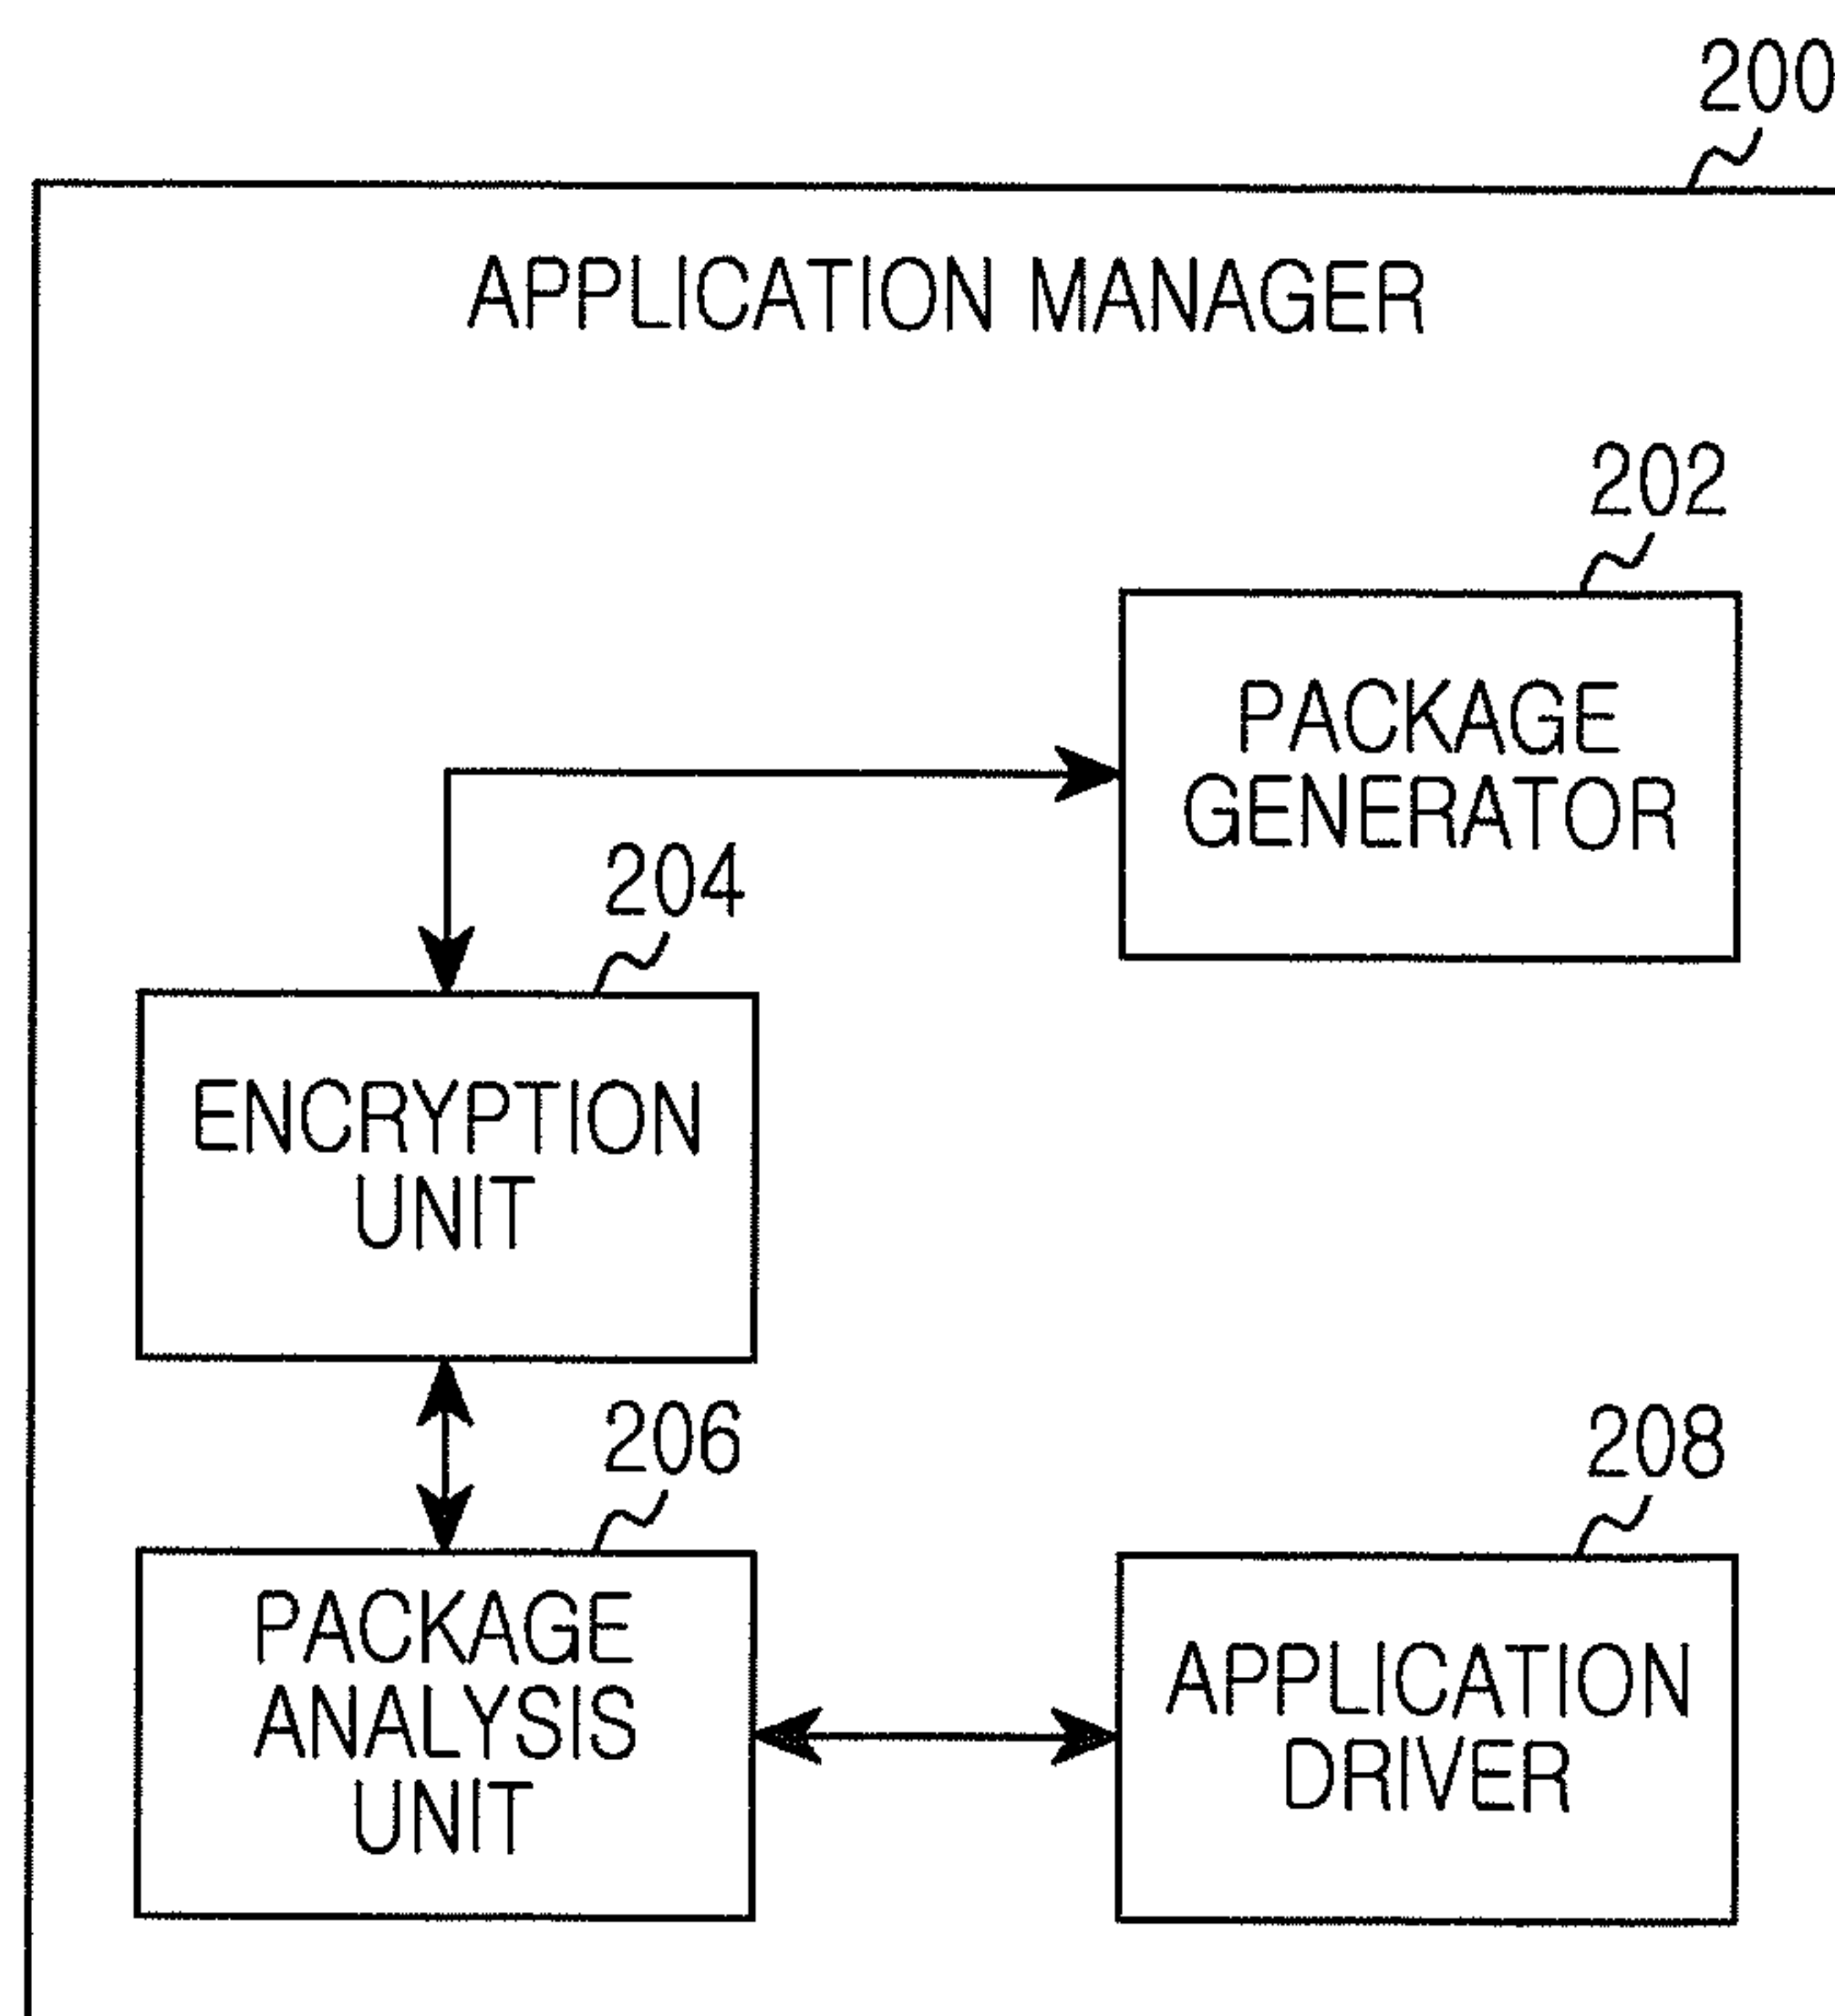 200
APPLICATION MANAGER
202
PACKAGE
GENERATOR
204
ENCRYPTION
UNIT
206
PACKAGE
ANALYSIS
UNIT
208
APPLICATION
DRIVER